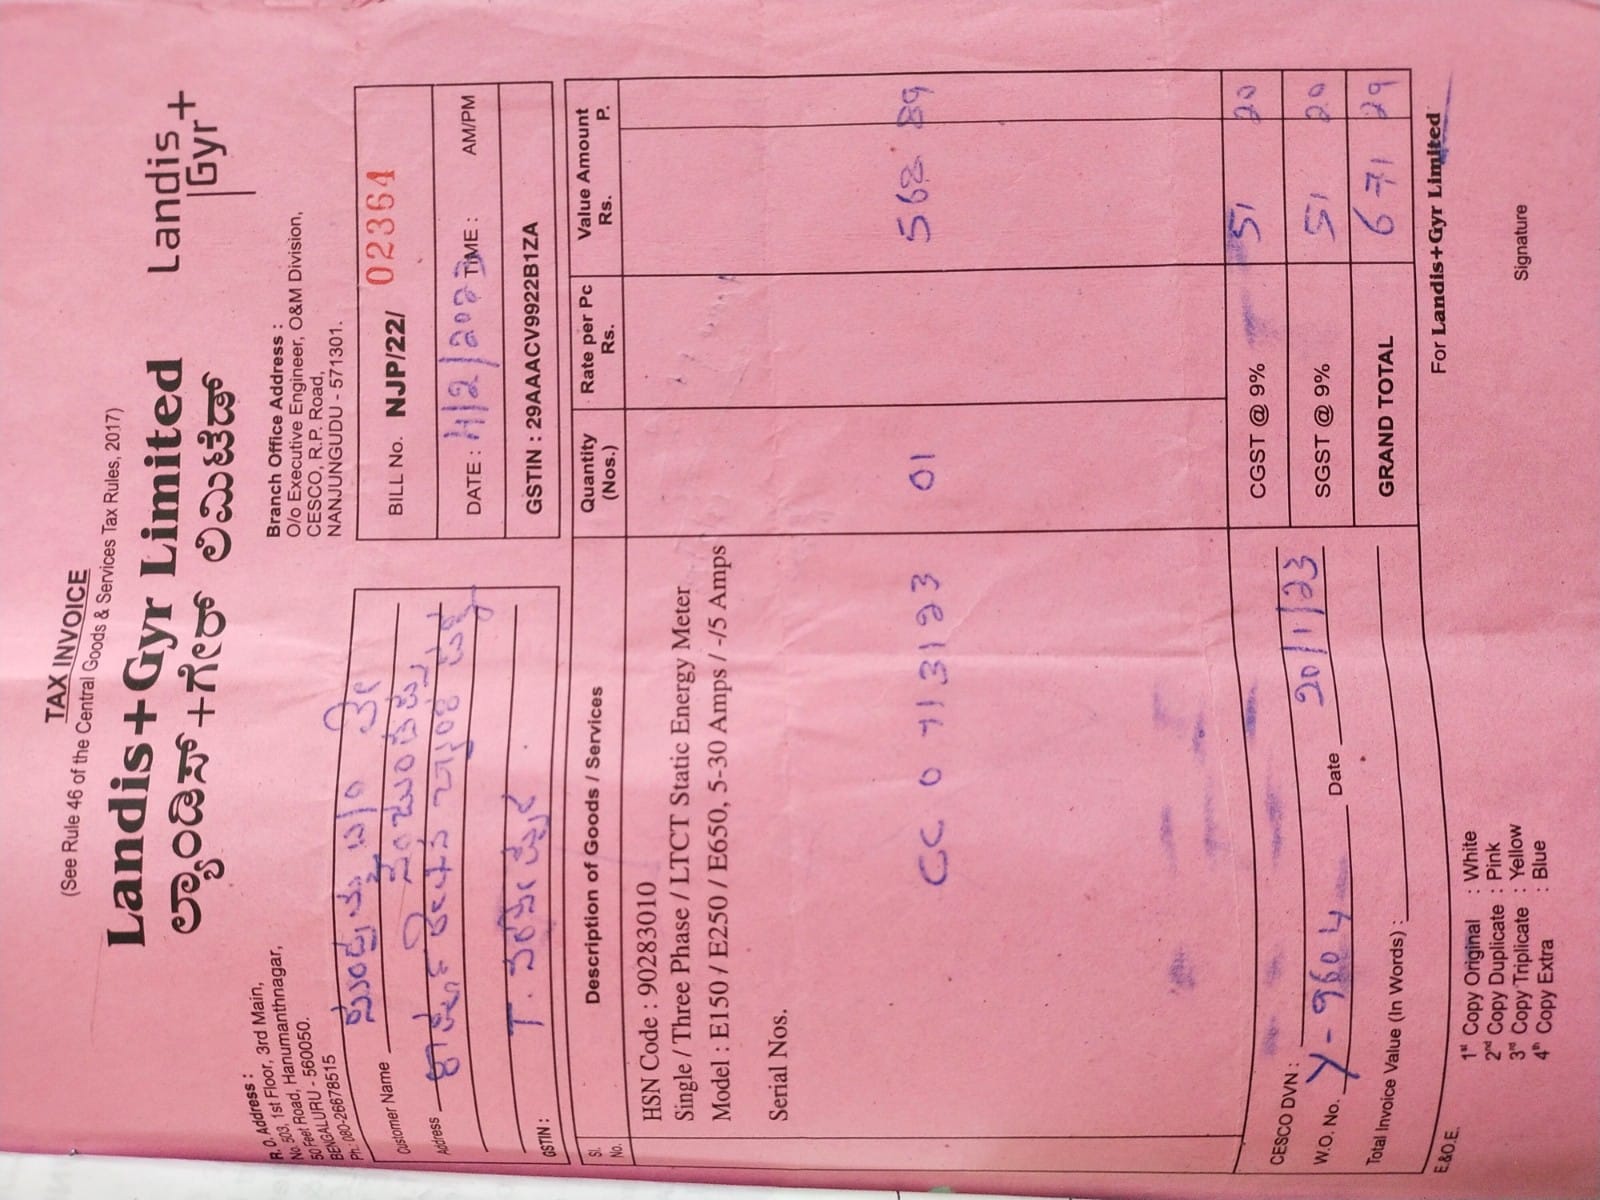 TAX INVOICE
(See Rule 46 of the Central Goods & Services Tax Rules, 2017)
Landis+Gyr Limited
ಲ್ಯಾಂಡಿಸ್+ಗೇರ್ ಲಿಮಿಟೆಡ್
Landis
Gyr+
R. O. Address :
No. 503, 1st Floor, 3rd Main,
50 Feet Road, Hanumanthnagar,
BENGALURU - 560050.
Ph.: 080-26678515
Branch Office Address :
O/o Executive Engineer, O&M Division,
CESCO, R.P. Road,
NANJUNGUDU - 571301.
Customer Name
Address
T. ನರಸೀಪುರ
GSTIN :
BILL No. NJP/22/ 02364
DATE : 11/2/2023 TIME : AM/PM
GSTIN : 29AAACV9922B1ZA
Sl. No. Description of Goods / Services Quantity (Nos.) Rate per Pc Rs. Value Amount Rs. P.
HSN Code : 90283010
Single / Three Phase / LTCT Static Energy Meter
Model : E150 / E250 / E650, 5-30 Amps / -/5 Amps
Serial Nos.
01 568 89
CESCO DVN :
W.O. No. Y-9604 Date 20/1/23
Total Invoice Value (In Words) :
CGST @ 9% 51 20
SGST @ 9% 51 20
GRAND TOTAL 671 29
E.&O.E.
For Landis+Gyr Limited
1st Copy Original : White
2nd Copy Duplicate : Pink
3rd Copy Triplicate : Yellow
4th Copy Extra : Blue
Signature